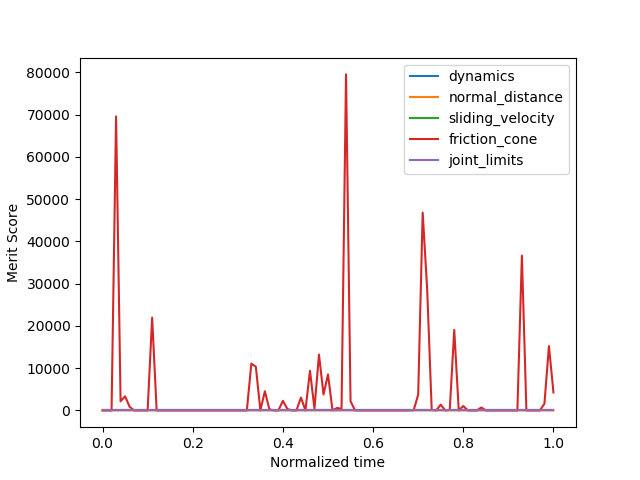 80000
70000
60000
50000
40000
30000
20000
10000
0
Merit Score
dynamics
normal_distance
sliding_velocity
friction_cone
joint_limits
0.0 0.2 0.4 0.6 0.8 1.0
Normalized time